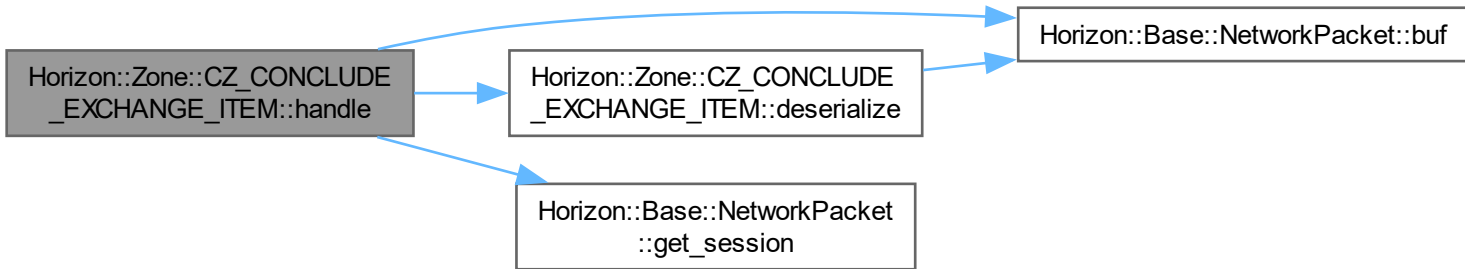 Horizon::Zone::CZ_CONCLUDE
_EXCHANGE_ITEM::handle
Horizon::Zone::CZ_CONCLUDE
_EXCHANGE_ITEM::deserialize
Horizon::Base::NetworkPacket::buf
Horizon::Base::NetworkPacket
::get_session